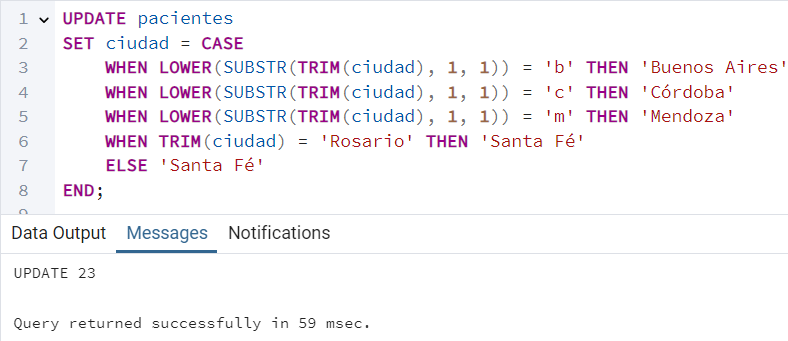 1 UPDATE pacientes
2 SET ciudad = CASE
3 WHEN LOWER(SUBSTR(TRIM(ciudad), 1, 1)) = 'b' THEN 'Buenos Aires'
4 WHEN LOWER(SUBSTR(TRIM(ciudad), 1, 1)) = 'c' THEN 'Córdoba'
5 WHEN LOWER(SUBSTR(TRIM(ciudad), 1, 1)) = 'm' THEN 'Mendoza'
6 WHEN TRIM(ciudad) = 'Rosario' THEN 'Santa Fé'
7 ELSE 'Santa Fé'
8 END;
9
Data Output Messages Notifications
UPDATE 23
Query returned successfully in 59 msec.